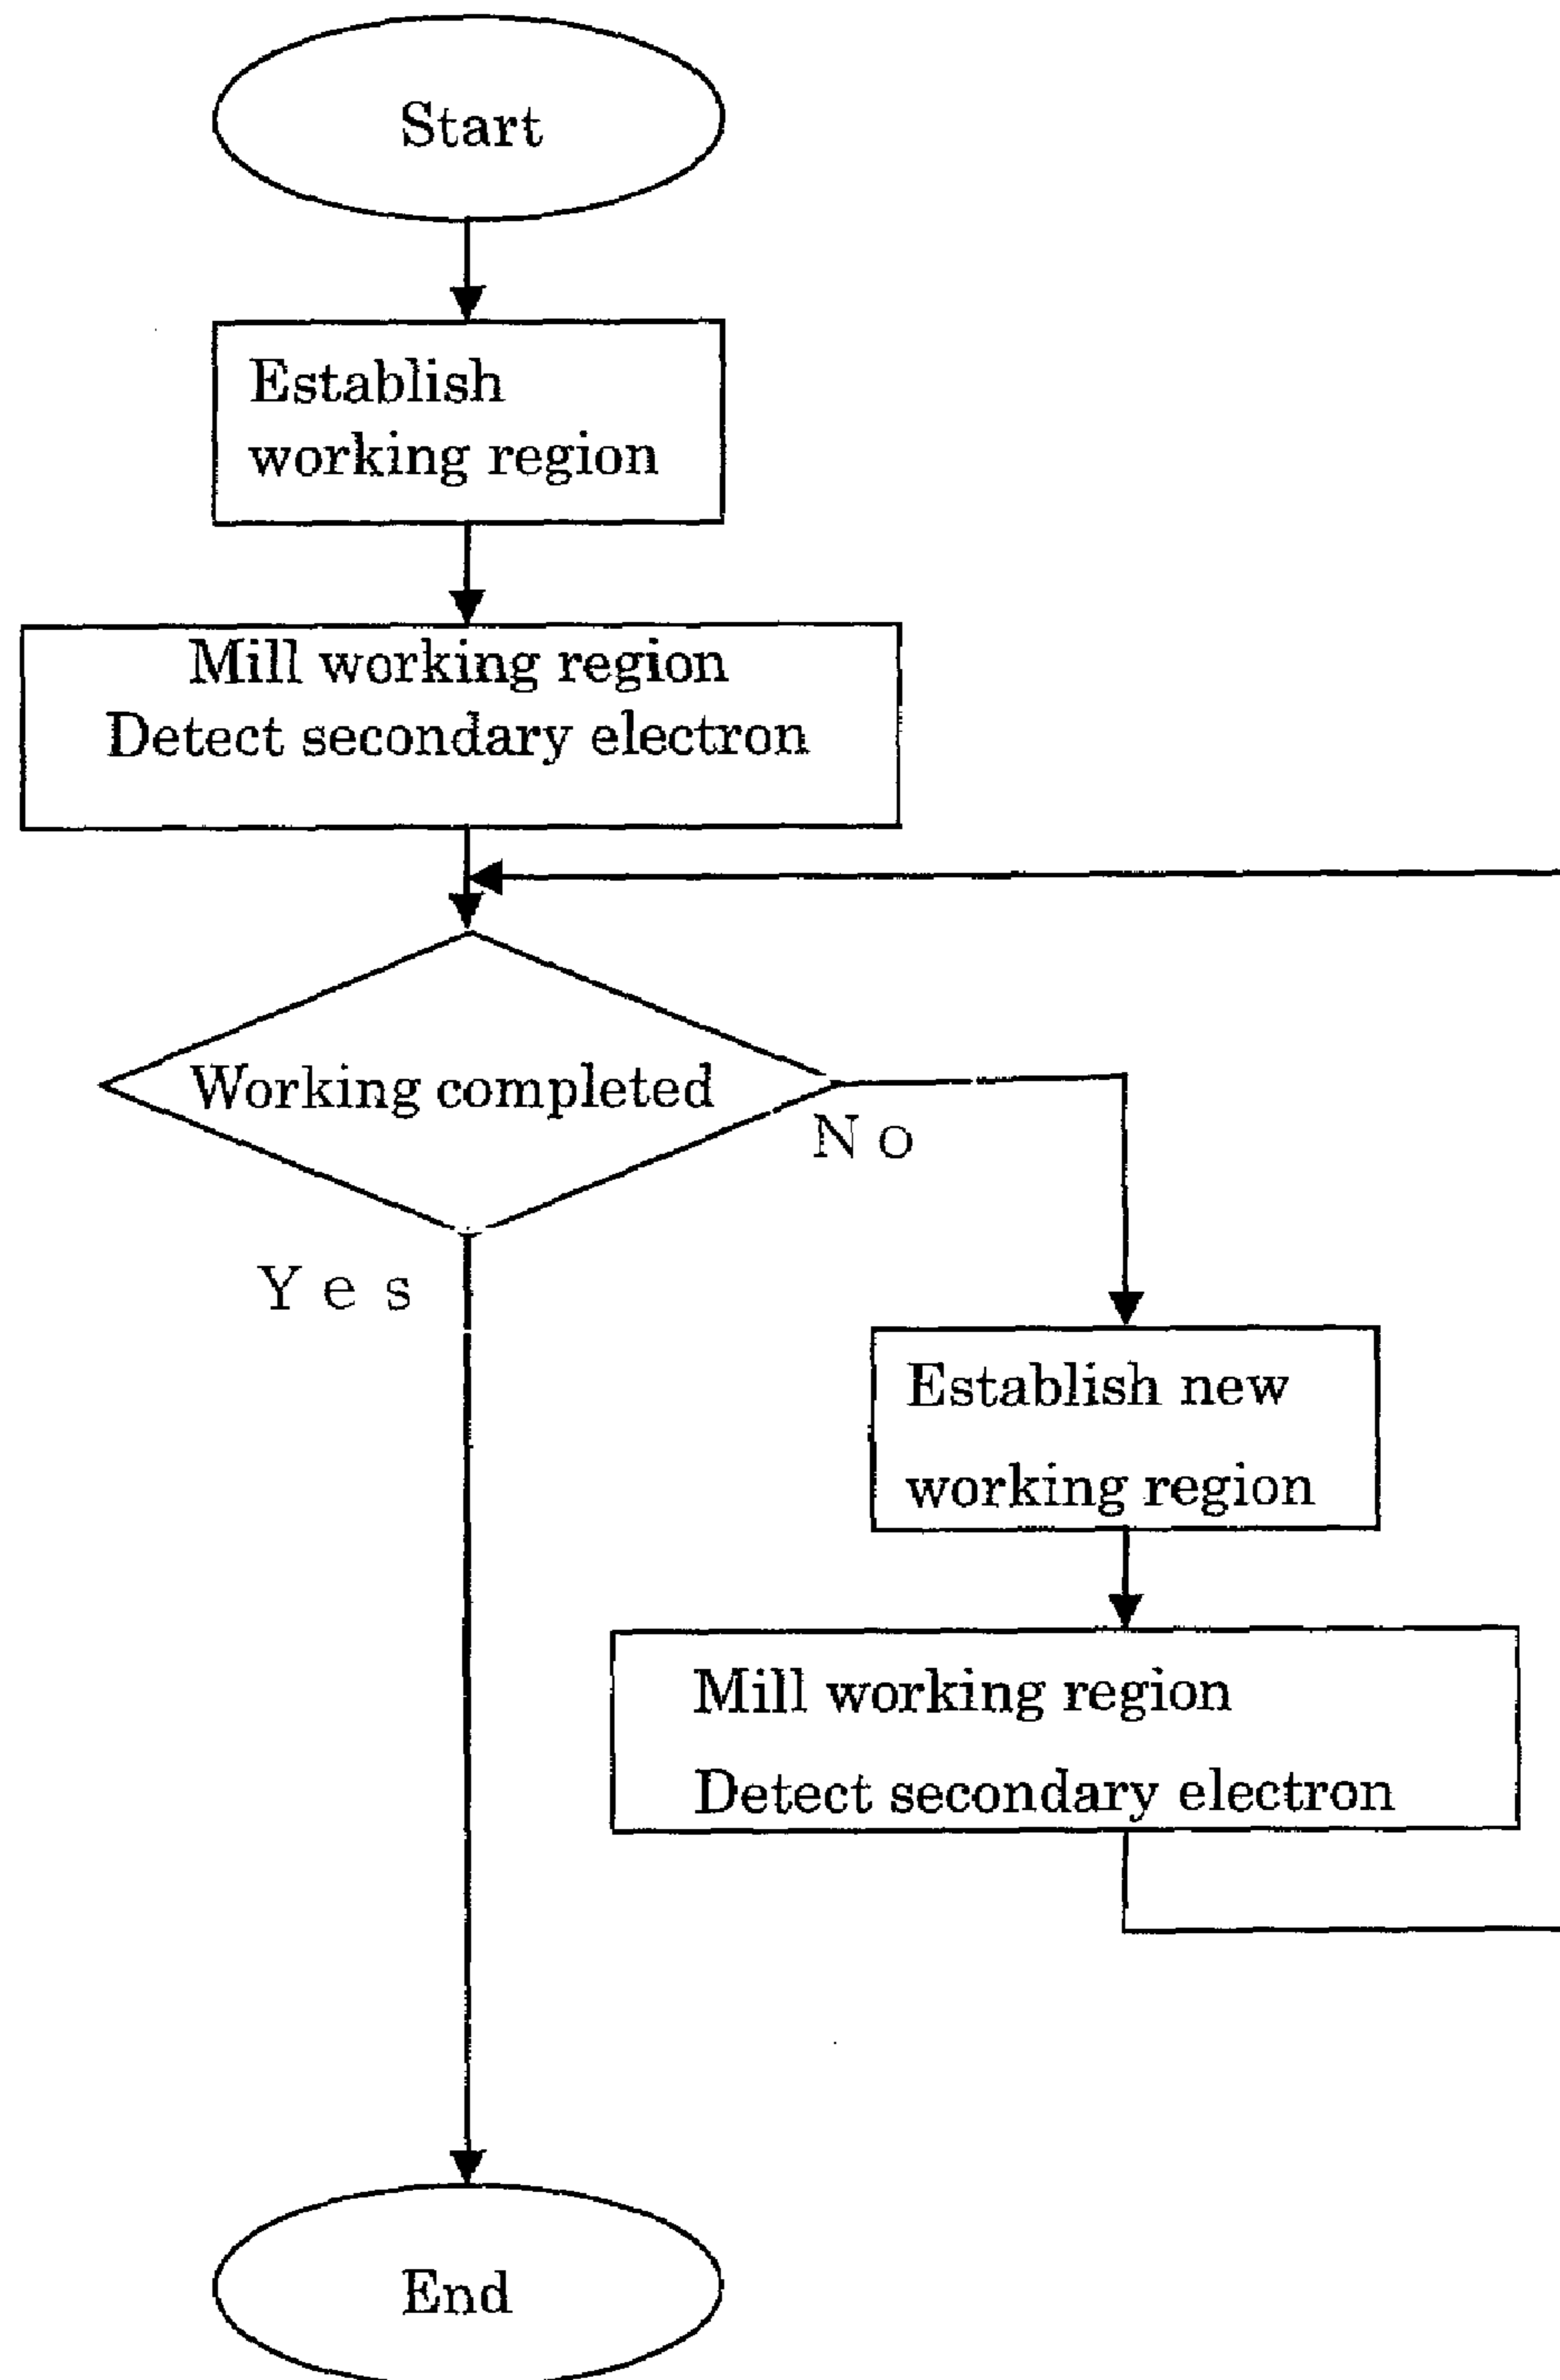 Start
Establish
working region
Mill working region
Detect secondary electron
Working completed
No
Yes
Establish new
working region
Mill working region
Detect secondary electron
End